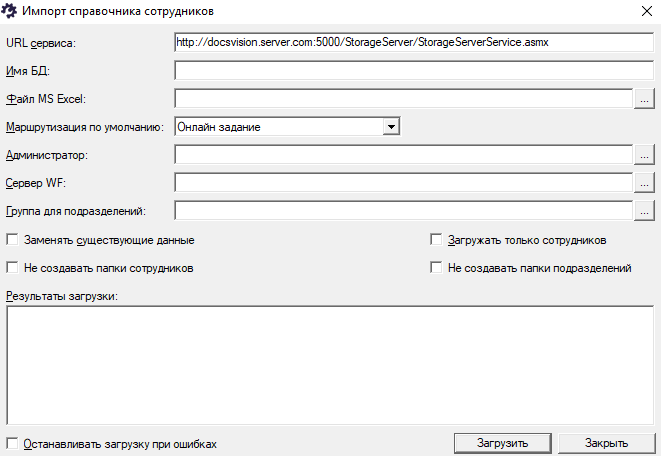 Импорт справочника сотрудников
URL сервиса: http://docsvision.server.com:5000/StorageServer/StorageServerService.asmx
Имя БД:
Файл MS Excel: ...
Маршрутизация по умолчанию: Онлайн задание
Администратор: ...
Сервер WF: ...
Группа для подразделений: ...
Заменять существующие данные Загружать только сотрудников
Не создавать папки сотрудников Не создавать папки подразделений
Результаты загрузки:
Останавливать загрузку при ошибках Загрузить Закрыть